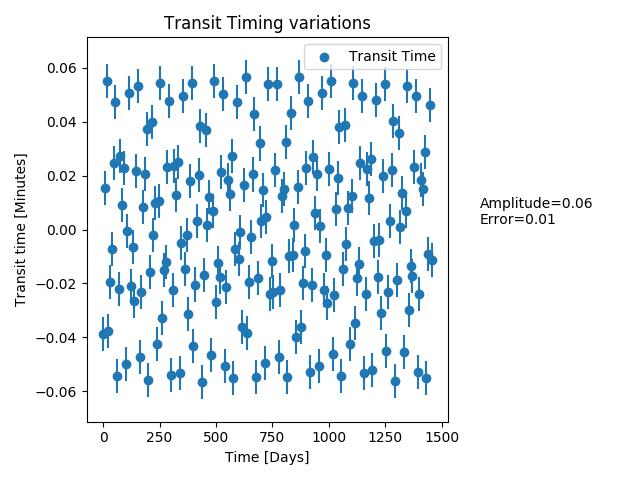 Transit Timing variations
Transit Time
0.06
0.04
0.02
0.00
−0.02
−0.04
−0.06
Transit time [Minutes]
0
250
500
750
1000
1250
1500
Time [Days]
Amplitude=0.06
Error=0.01